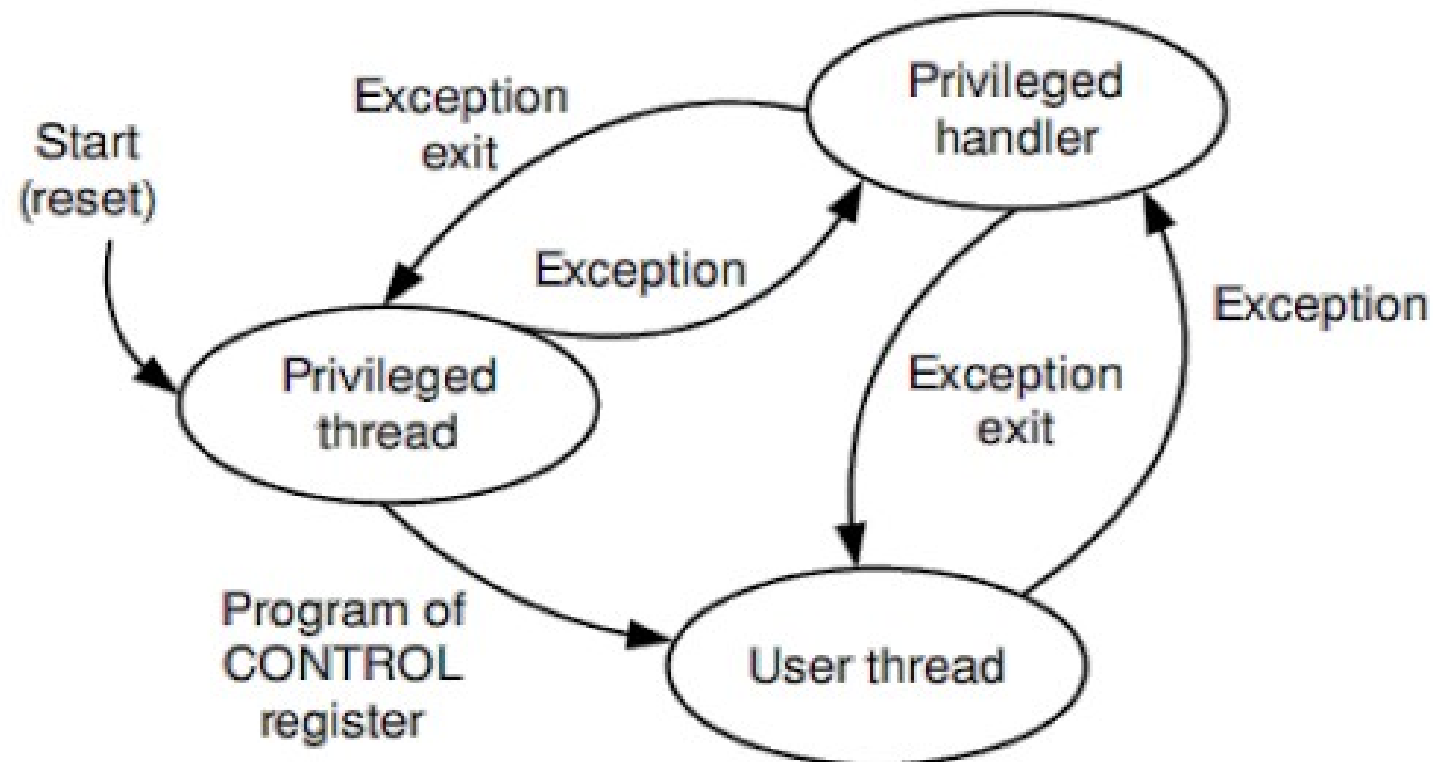 Privileged
handler
Exception
exit
Start
(reset)
Exception
Exception
Privileged
thread
Exception
exit
Program of
CONTROL
register
User thread